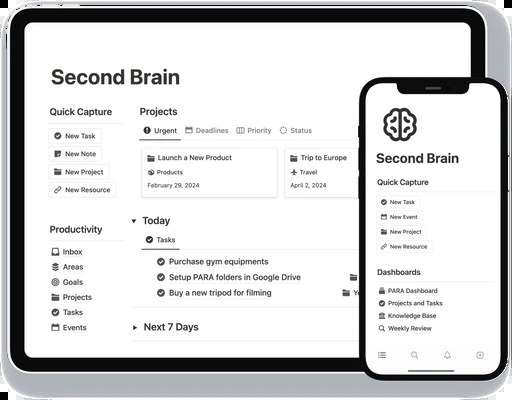 Second Brain
Quick Capture
New Task
New Note
New Project
New Resource
Productivity
Inbox
Areas
Goals
Projects
Tasks
Events
Projects
Urgent Deadlines Priority Status
Launch a New Product
Products
February 29, 2024
Trip to Europe
Travel
April 2, 2024
Today
Tasks
Purchase gym equipments
Setup PARA folders in Google Drive
Buy a new tripod for filming
Next 7 Days
Second Brain
Quick Capture
New Task
New Event
New Project
New Resource
Dashboards
PARA Dashboard
Projects and Tasks
Knowledge Base
Weekly Review